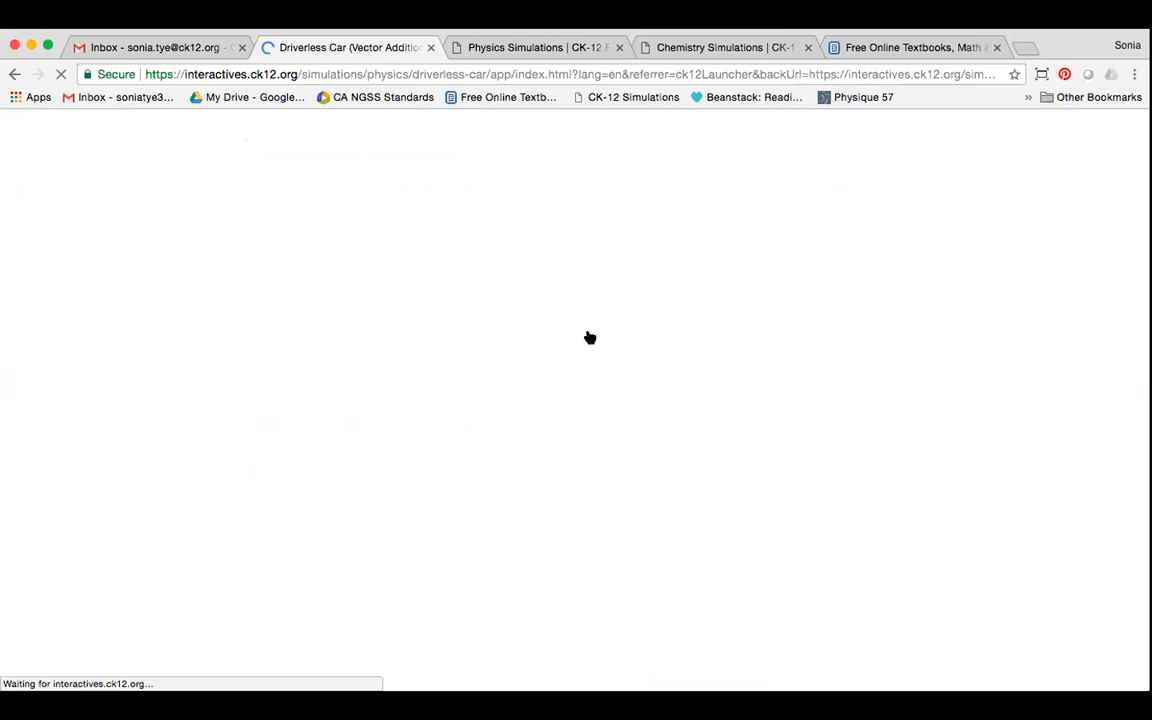 Inbox - sonia.tye@ck12.org - Driverless Car (Vector Addition Physics Simulations | CK-12 F Chemistry Simulations | CK-1 Free Online Textbooks, Math & Sonia
Secure https://interactives.ck12.org/simulations/physics/driverless-car/app/index.html?lang=en&referrer=ck12Launcher&backUrl=https://interactives.ck12.org/sim...
Apps Inbox - soniatye3... My Drive - Google... CA NGSS Standards Free Online Textb... CK-12 Simulations Beanstack: Readi... Physique 57 » Other Bookmarks
Waiting for interactives.ck12.org...